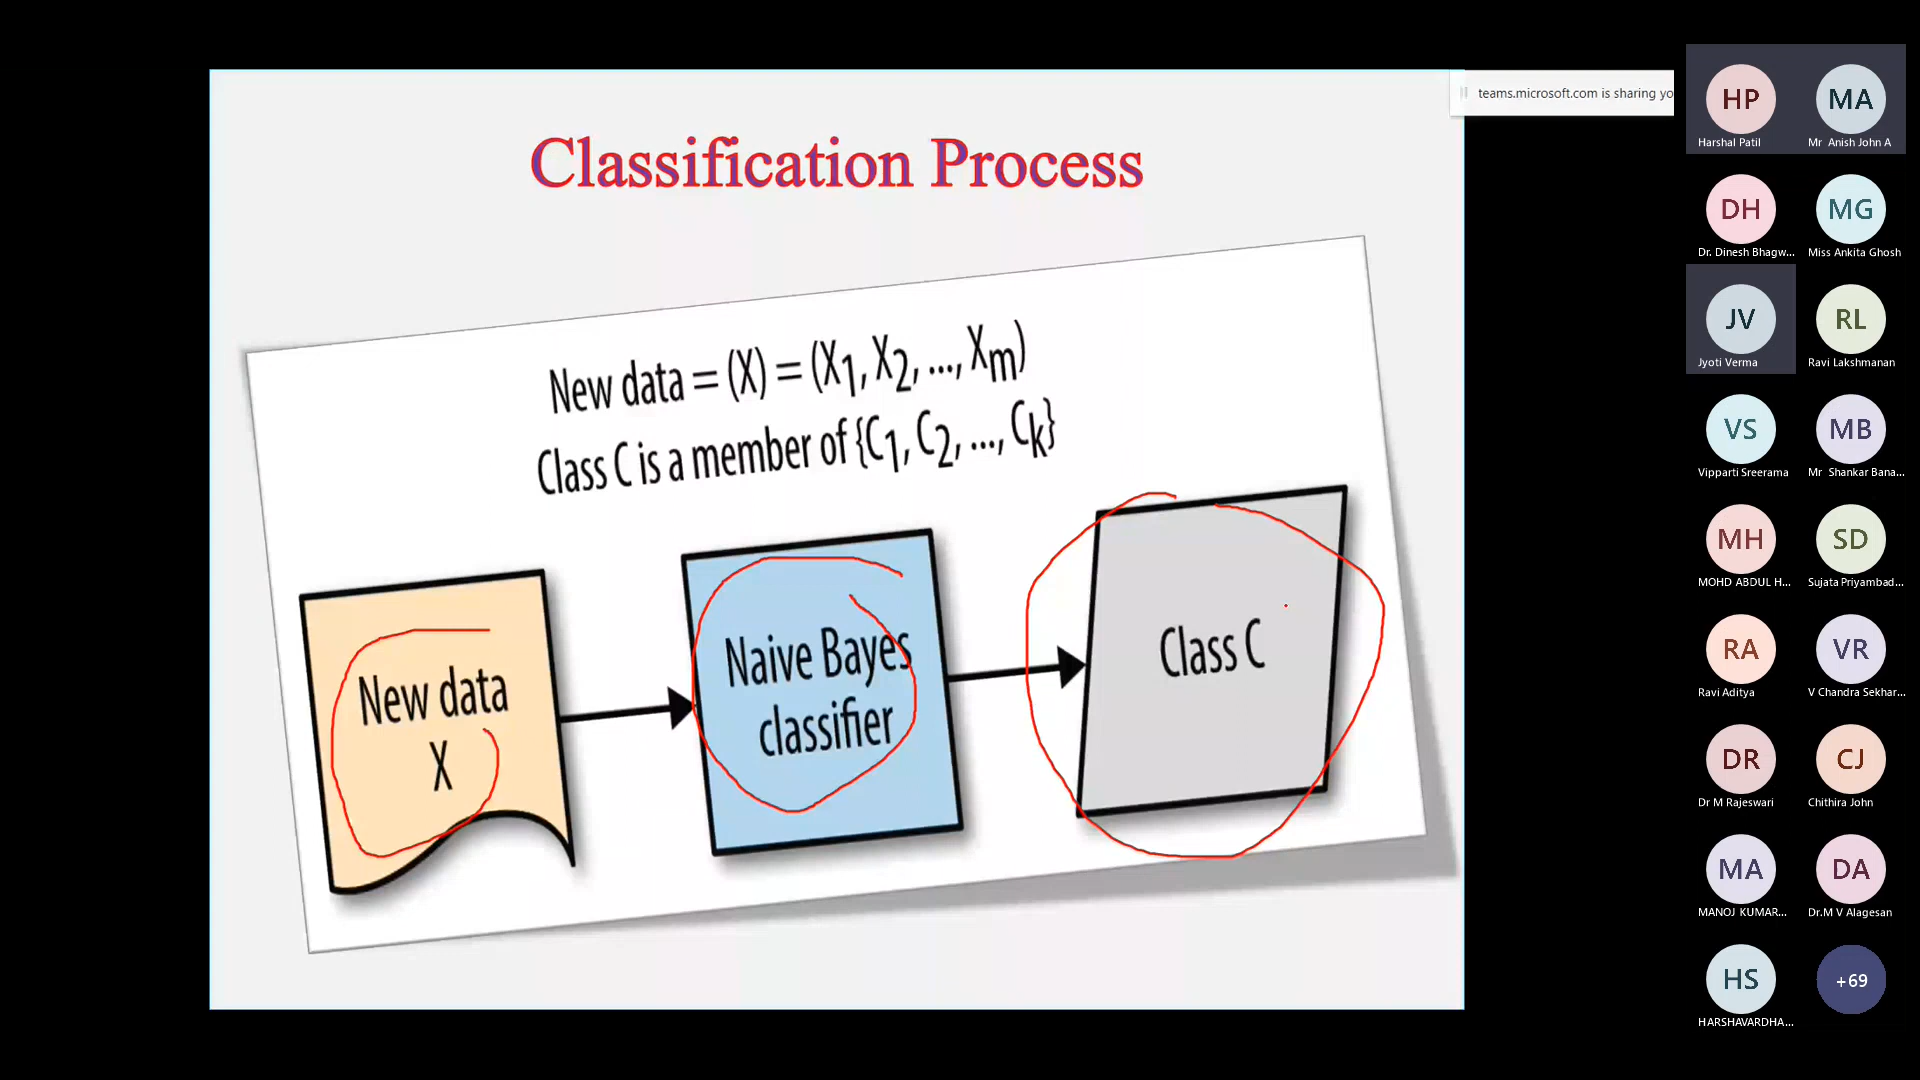 teams.microsoft.com is sharing yo
Classification Process
New data = (X) = (X1, X2, ..., Xm)
Class C is a member of {C1, C2, ..., Ck}
New data
X
Naive Bayes
classifier
Class C
HP
Harshal Patil
MA
Mr Anish John A
DH
Dr. Dinesh Bhagw...
MG
Miss Ankita Ghosh
JV
Jyoti Verma
RL
Ravi Lakshmanan
VS
Vipparti Sreerama
MB
Mr Shankar Bana...
MH
MOHD ABDUL H...
SD
Sujata Priyambad...
RA
Ravi Aditya
VR
V Chandra Sekhar...
DR
Dr M Rajeswari
CJ
Chithira John
MA
MANOJ KUMAR...
DA
Dr.M V Alagesan
HS
HARSHAVARDHA...
+69